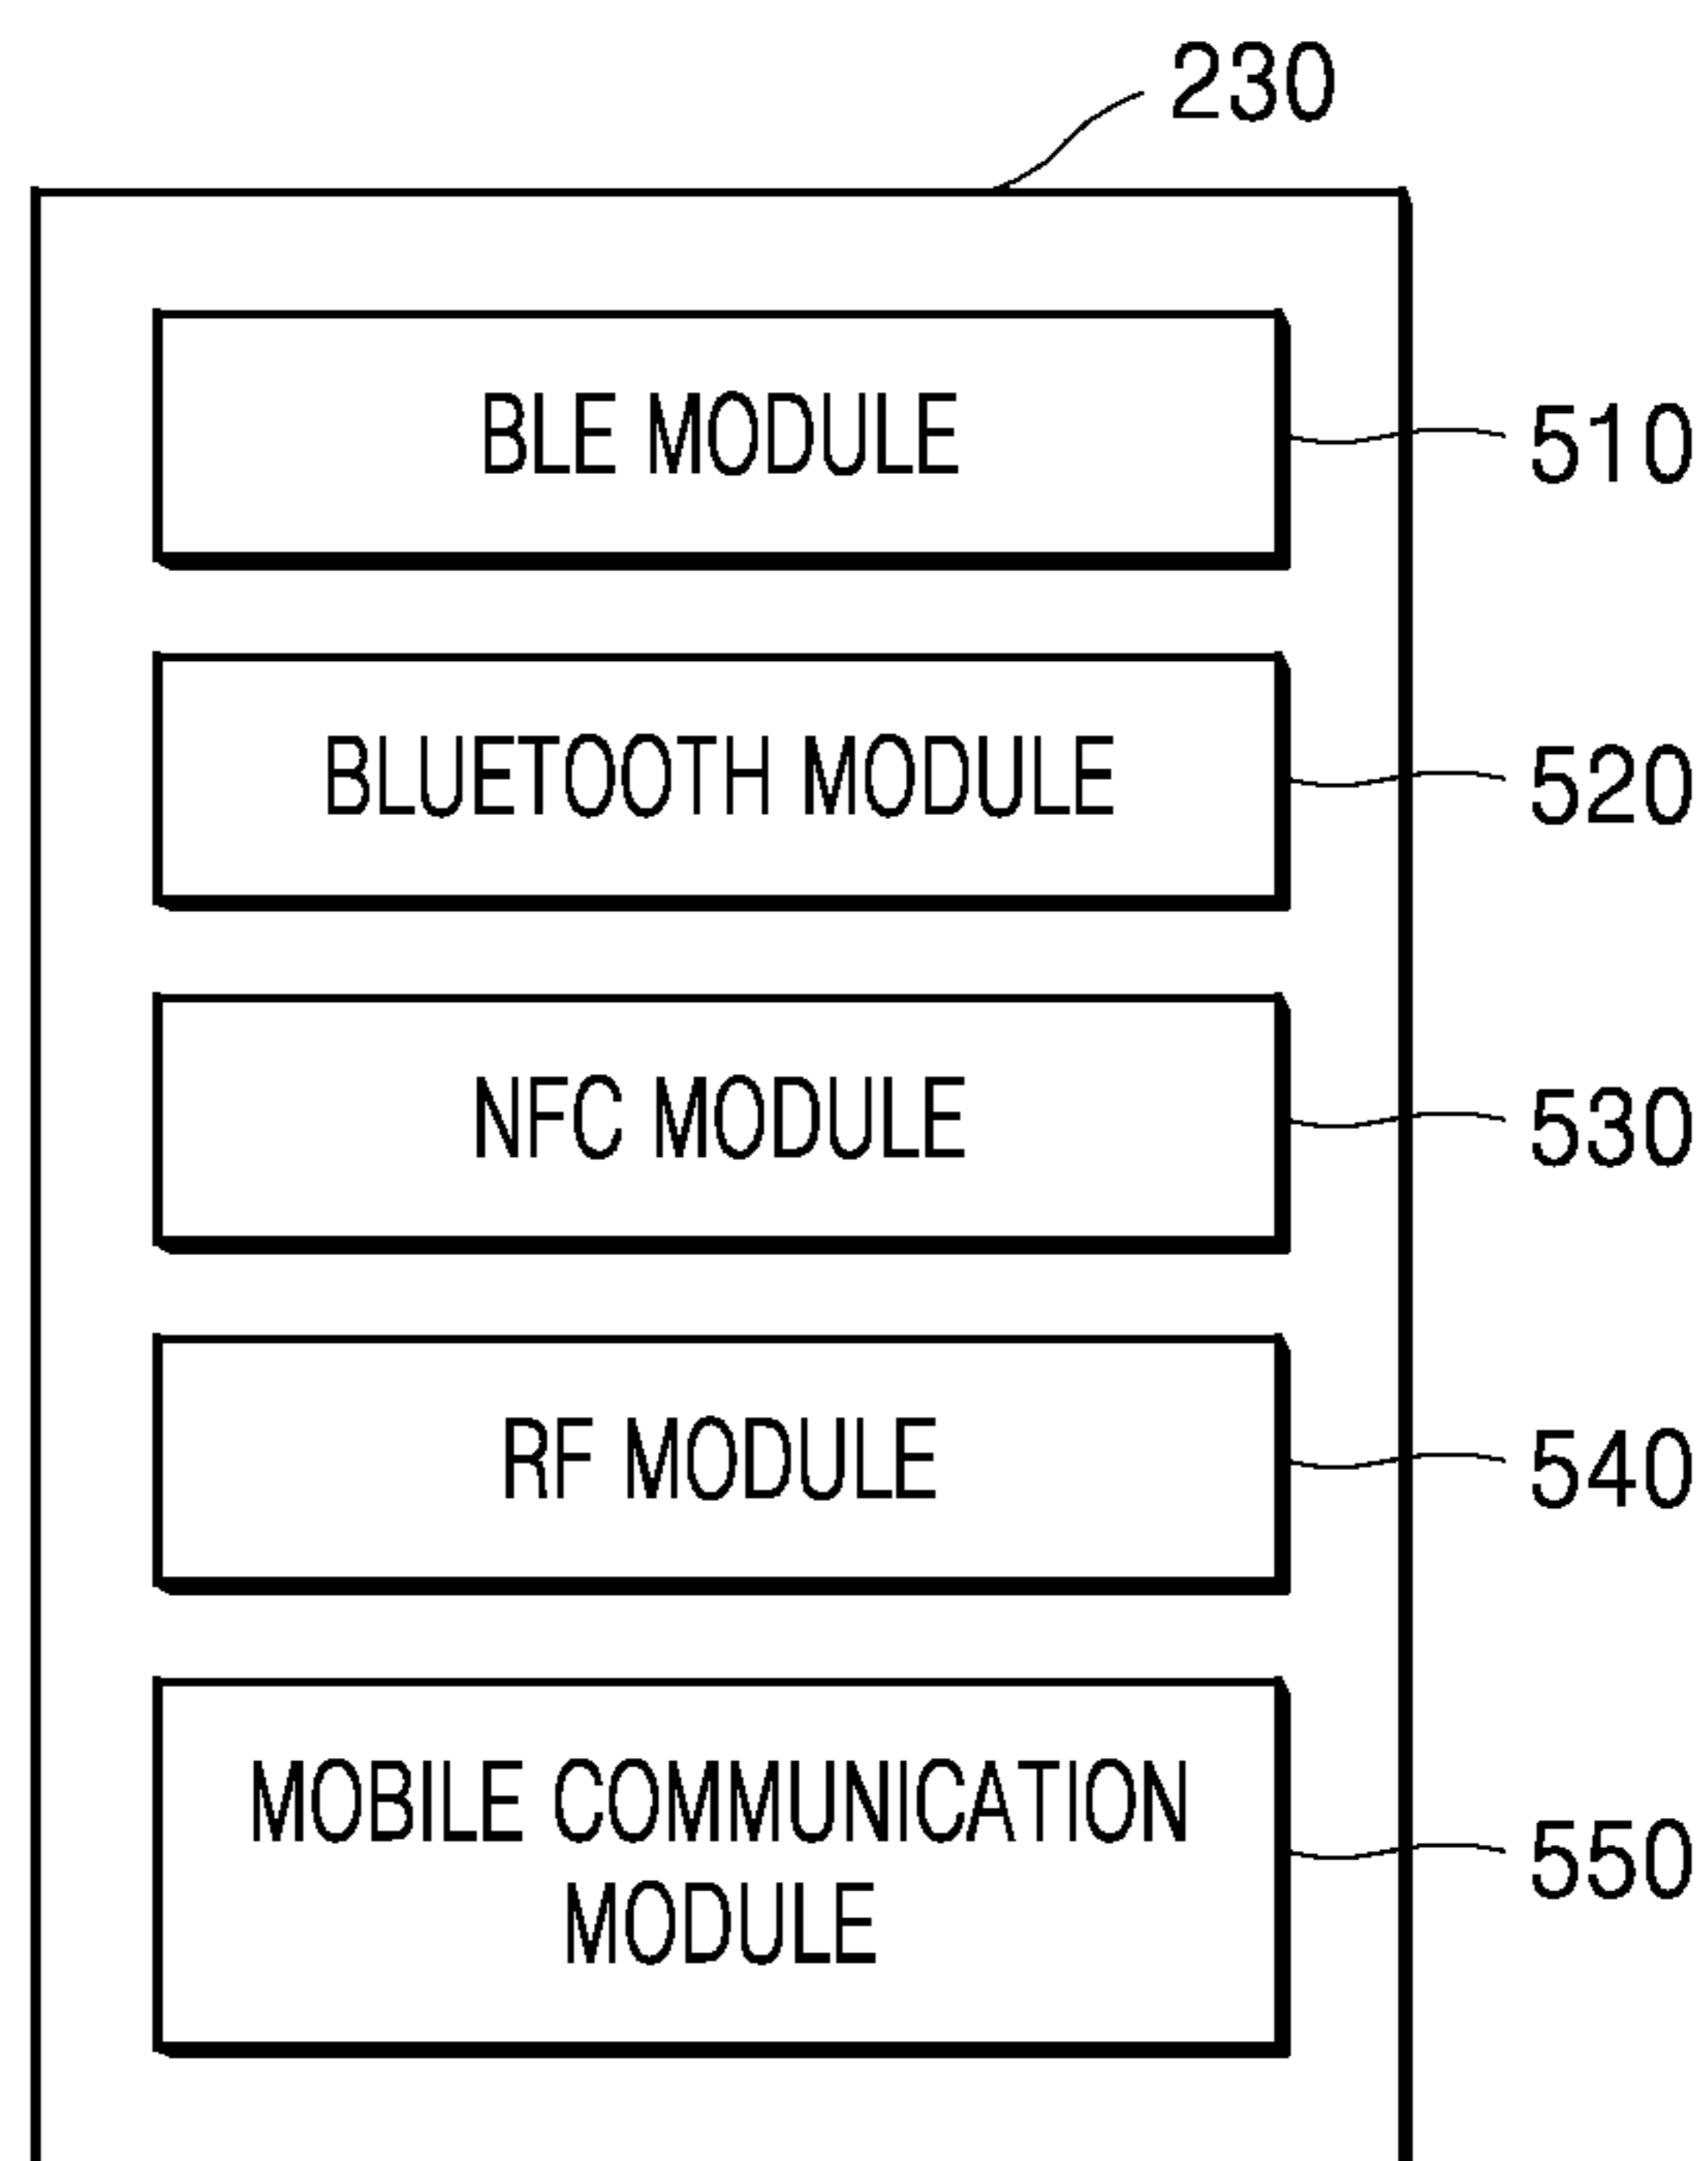 230
BLE MODULE
510
BLUETOOTH MODULE
520
NFC MODULE
530
RF MODULE
540
MOBILE COMMUNICATION
MODULE
550